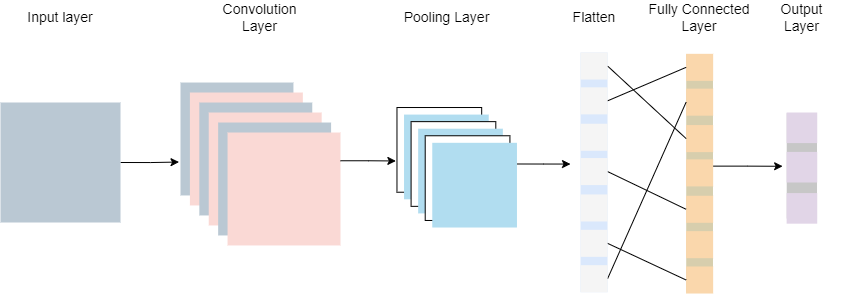 Input layer
Convolution
Layer
Pooling Layer
Flatten
Fully Connected
Layer
Output
Layer